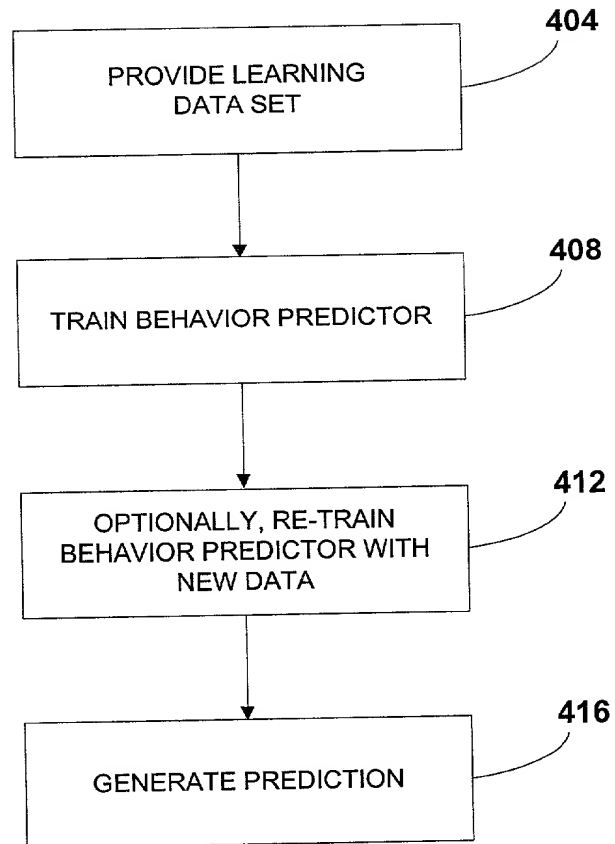 404
PROVIDE LEARNING
DATA SET
408
TRAIN BEHAVIOR PREDICTOR
412
OPTIONALLY, RE-TRAIN
BEHAVIOR PREDICTOR WITH
NEW DATA
416
GENERATE PREDICTION